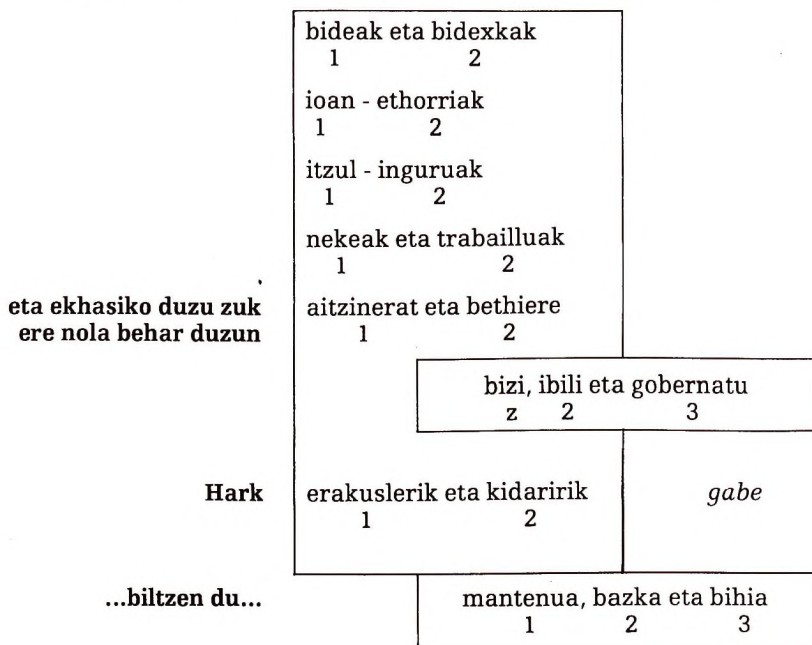 bideak eta bidexkak
1 2
ioan - ethorriak
1 2
itzul - inguruak
1 2
nekeak eta trabailluak
1 2
eta ekhasiko duzu zuk aitzinerat eta bethiere
ere nola behar duzun 1 2
bizi, ibili eta gobernatu
z 2 3
Hark erakuslerik eta kidaririk gabe
1 2
...biltzen du... mantenua, bazka eta bihia
1 2 3